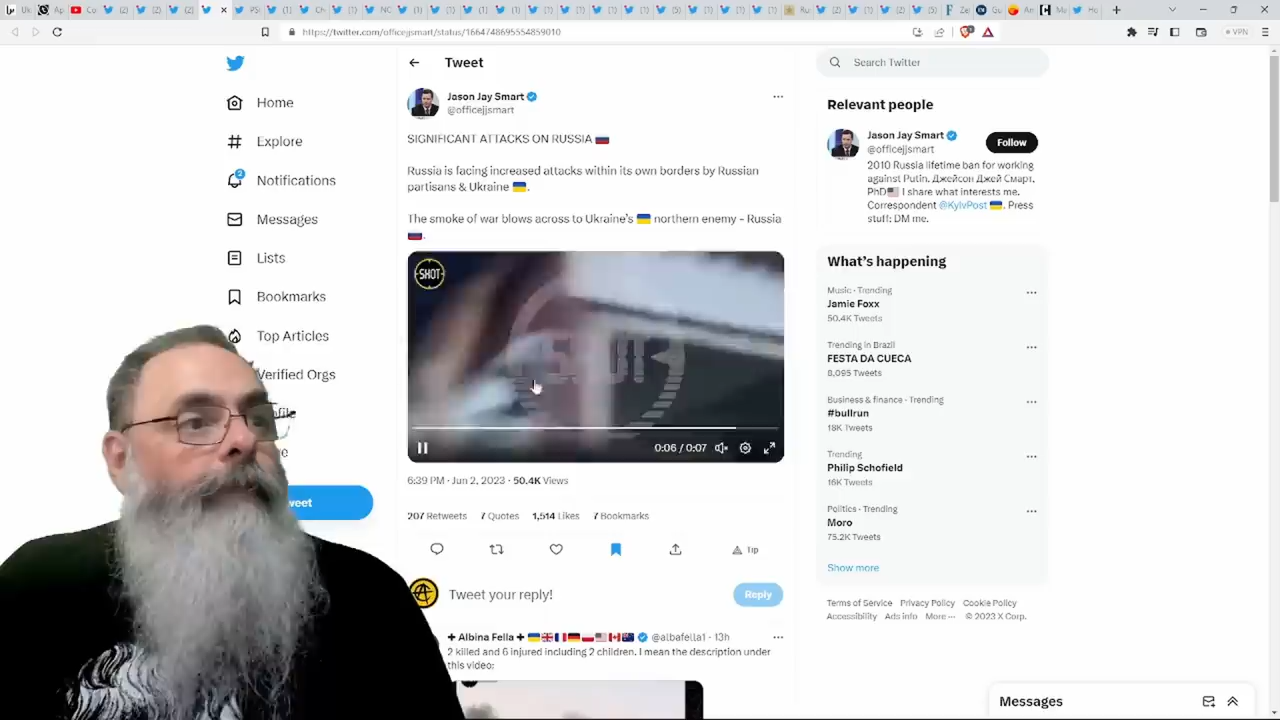 https://twitter.com/officejjsmart/status/1664748695554859010
Tweet
Search Twitter
Home
Explore
2
Notifications
Messages
Lists
Bookmarks
Top Articles
Verified Orgs
Jason Jay Smart
@officejjsmart
SIGNIFICANT ATTACKS ON RUSSIA 🇷🇺
Russia is facing increased attacks within its own borders by Russian
partisans & Ukraine 🇺🇦.
The smoke of war blows across to Ukraine's 🇺🇦 northern enemy - Russia
🇷🇺.
SHOT
0:06 / 0:07
6:39 PM · Jun 2, 2023 · 50.4K Views
207 Retweets 7 Quotes 1,514 Likes 7 Bookmarks
Tip
Tweet your reply!
Reply
Albina Fella @albafella1 · 13h
2 killed and 6 injured including 2 children. I mean the description under
this video:
Relevant people
Jason Jay Smart
@officejjsmart
Follow
2010 Russia lifetime ban for working
against Putin. Джейсон Джей Смарт.
PhD🇺🇸 I share what interests me.
Correspondent @KyivPost 🇺🇦. Press
stuff: DM me.
What's happening
Music · Trending
Jamie Foxx
50.4K Tweets
Trending in Brazil
FESTA DA CUECA
8,095 Tweets
Business & finance · Trending
#bullrun
18K Tweets
Trending
Philip Schofield
16K Tweets
Politics · Trending
Moro
75.2K Tweets
Show more
Terms of Service Privacy Policy Cookie Policy
Accessibility Ads info More ··· © 2023 X Corp.
Messages
VPN